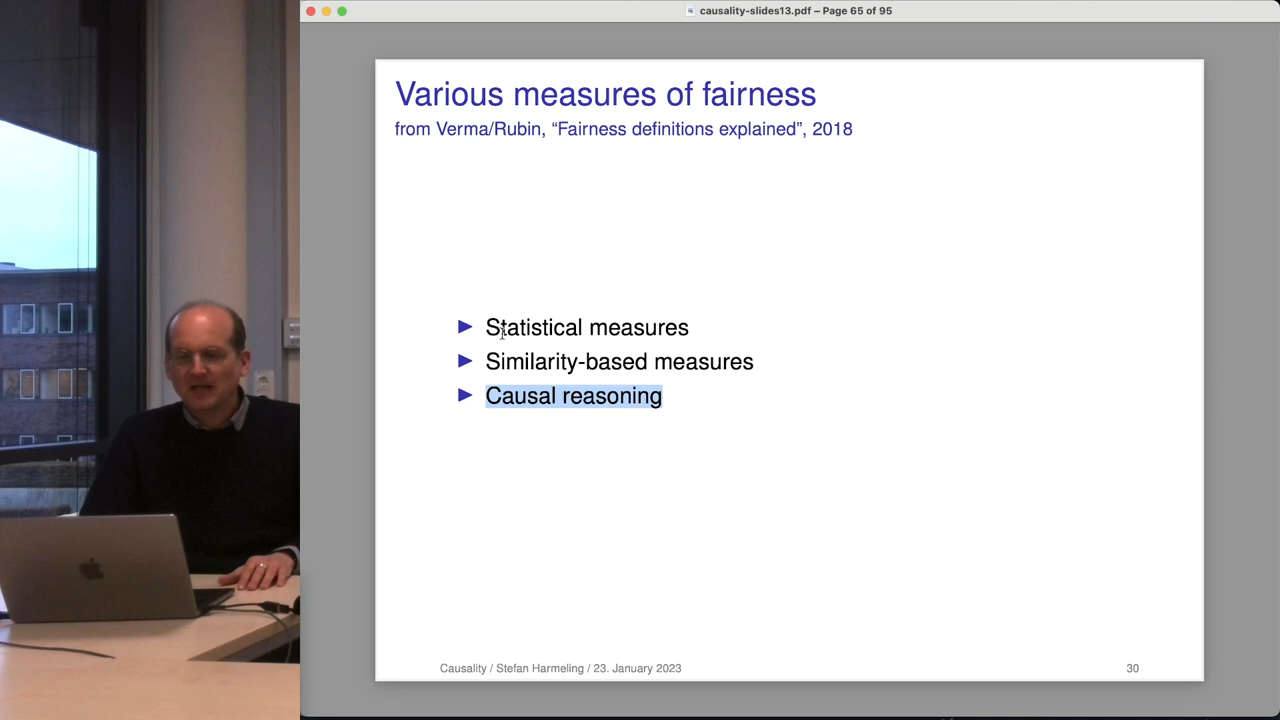 causality-slides13.pdf – Page 65 of 95
Various measures of fairness
from Verma/Rubin, “Fairness definitions explained”, 2018
Statistical measures
Similarity-based measures
Causal reasoning
Causality / Stefan Harmeling / 23. January 2023
30